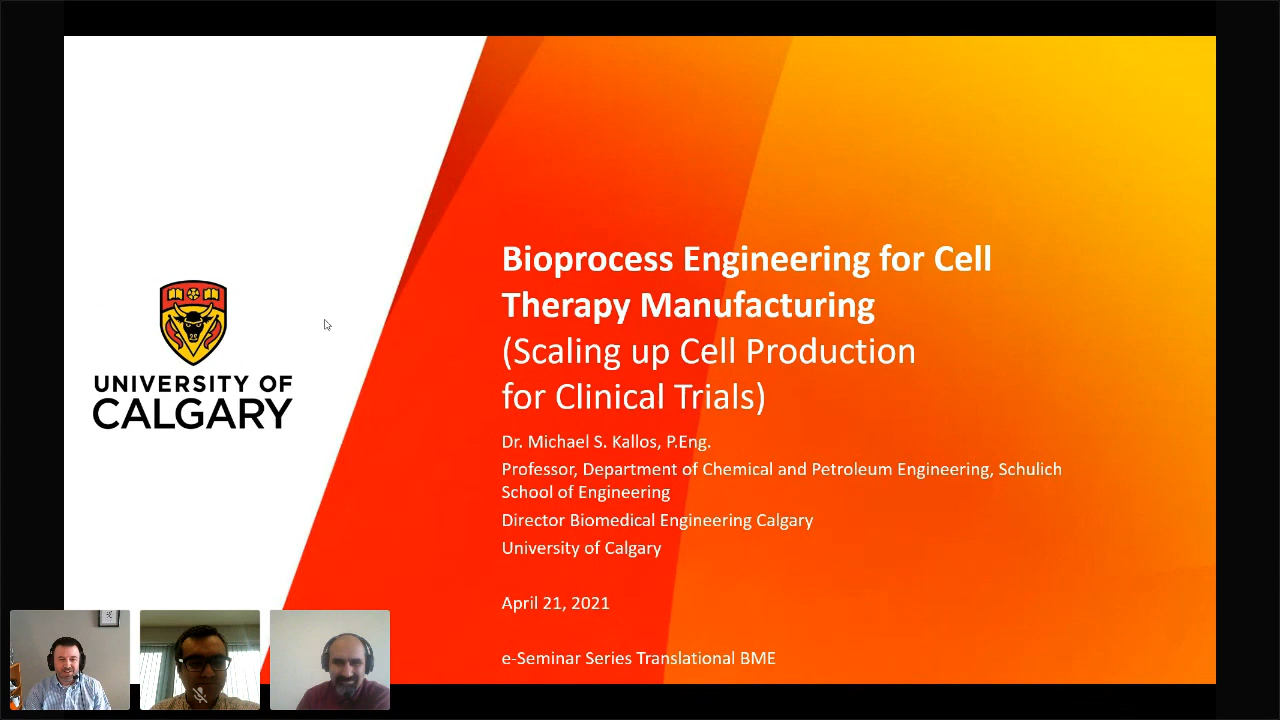 UNIVERSITY OF
CALGARY
Bioprocess Engineering for Cell
Therapy Manufacturing
(Scaling up Cell Production
for Clinical Trials)
Dr. Michael S. Kallos, P.Eng.
Professor, Department of Chemical and Petroleum Engineering, Schulich
School of Engineering
Director Biomedical Engineering Calgary
University of Calgary
April 21, 2021
e-Seminar Series Translational BME